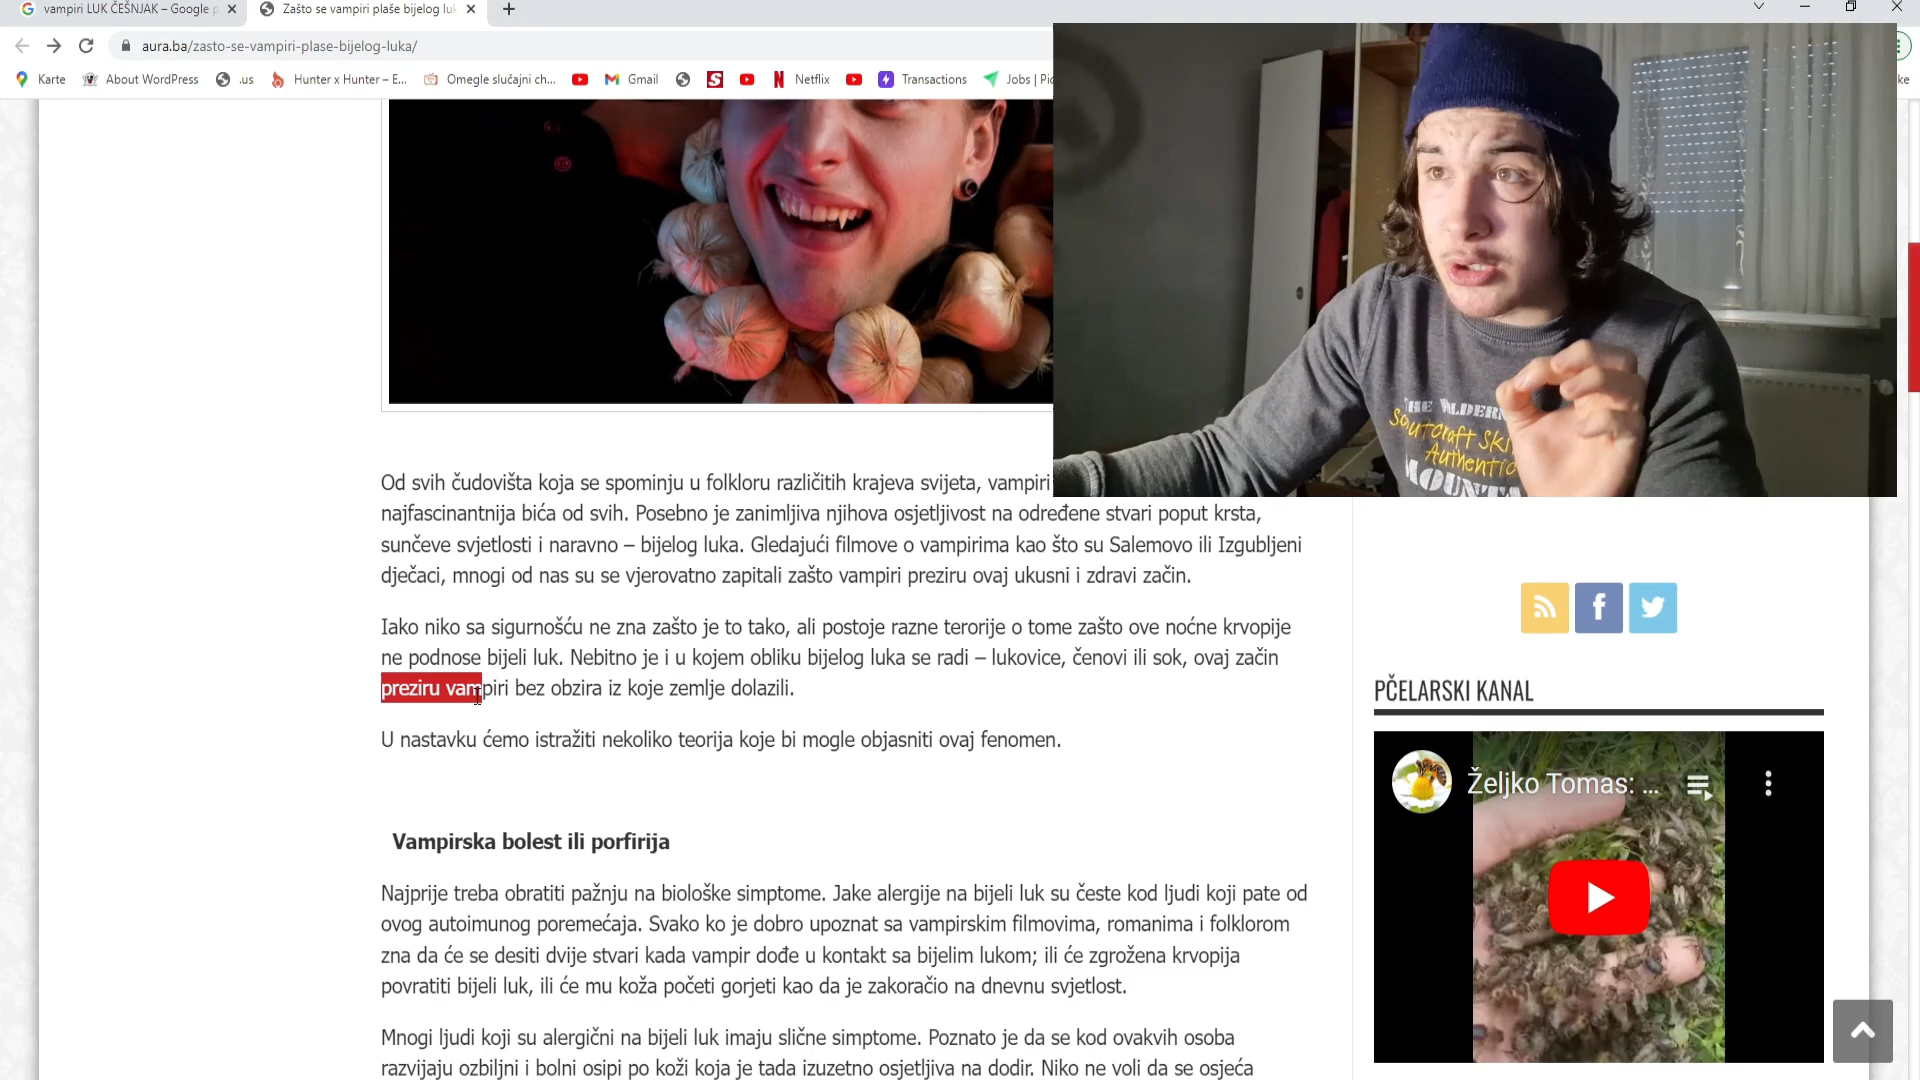 vampiri LUK ČEŠNJAK – Google p
Zašto se vampiri plaše bijelog luk
aura.ba/zasto-se-vampiri-plase-bijelog-luka/
Karte
About WordPress
.us
Hunter x Hunter – E...
Omegle slučajni ch...
Gmail
Netflix
Transactions
Jobs | Pic
ke
THE WILDERN
Scoutcraft Ski
Authentic
MOUNTA
Od svih čudovišta koja se spominju u folkloru različitih krajeva svijeta, vampiri
najfascinantnija bića od svih. Posebno je zanimljiva njihova osjetljivost na određene stvari poput krsta,
sunčeve svjetlosti i naravno – bijelog luka. Gledajući filmove o vampirima kao što su Salemovo ili Izgubljeni
dječaci, mnogi od nas su se vjerovatno zapitali zašto vampiri preziru ovaj ukusni i zdravi začin.
Iako niko sa sigurnošću ne zna zašto je to tako, ali postoje razne terorije o tome zašto ove noćne krvopije
ne podnose bijeli luk. Nebitno je i u kojem obliku bijelog luka se radi – lukovice, čenovi ili sok, ovaj začin
preziru vampiri bez obzira iz koje zemlje dolazili.
U nastavku ćemo istražiti nekoliko teorija koje bi mogle objasniti ovaj fenomen.
Vampirska bolest ili porfirija
Najprije treba obratiti pažnju na biološke simptome. Jake alergije na bijeli luk su česte kod ljudi koji pate od
ovog autoimunog poremećaja. Svako ko je dobro upoznat sa vampirskim filmovima, romanima i folklorom
zna da će se desiti dvije stvari kada vampir dođe u kontakt sa bijelim lukom; ili će zgrožena krvopija
povratiti bijeli luk, ili će mu koža početi gorjeti kao da je zakoračio na dnevnu svjetlost.
Mnogi ljudi koji su alergični na bijeli luk imaju slične simptome. Poznato je da se kod ovakvih osoba
razvijaju ozbiljni i bolni osipi po koži koja je tada izuzetno osjetljiva na dodir. Niko ne voli da se osjeća
PČELARSKI KANAL
Željko Tomas: ...